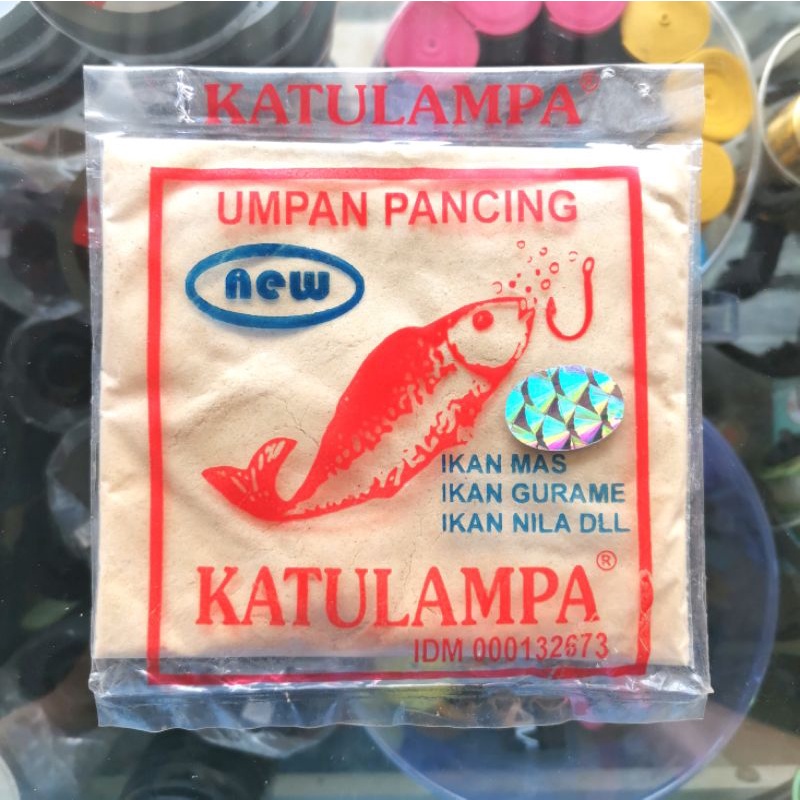 KATULAMPA®
UMPAN PANCING
new
IKAN MAS
IKAN GURAME
IKAN NILA DLL
KATULAMPA®
IDM 000132673